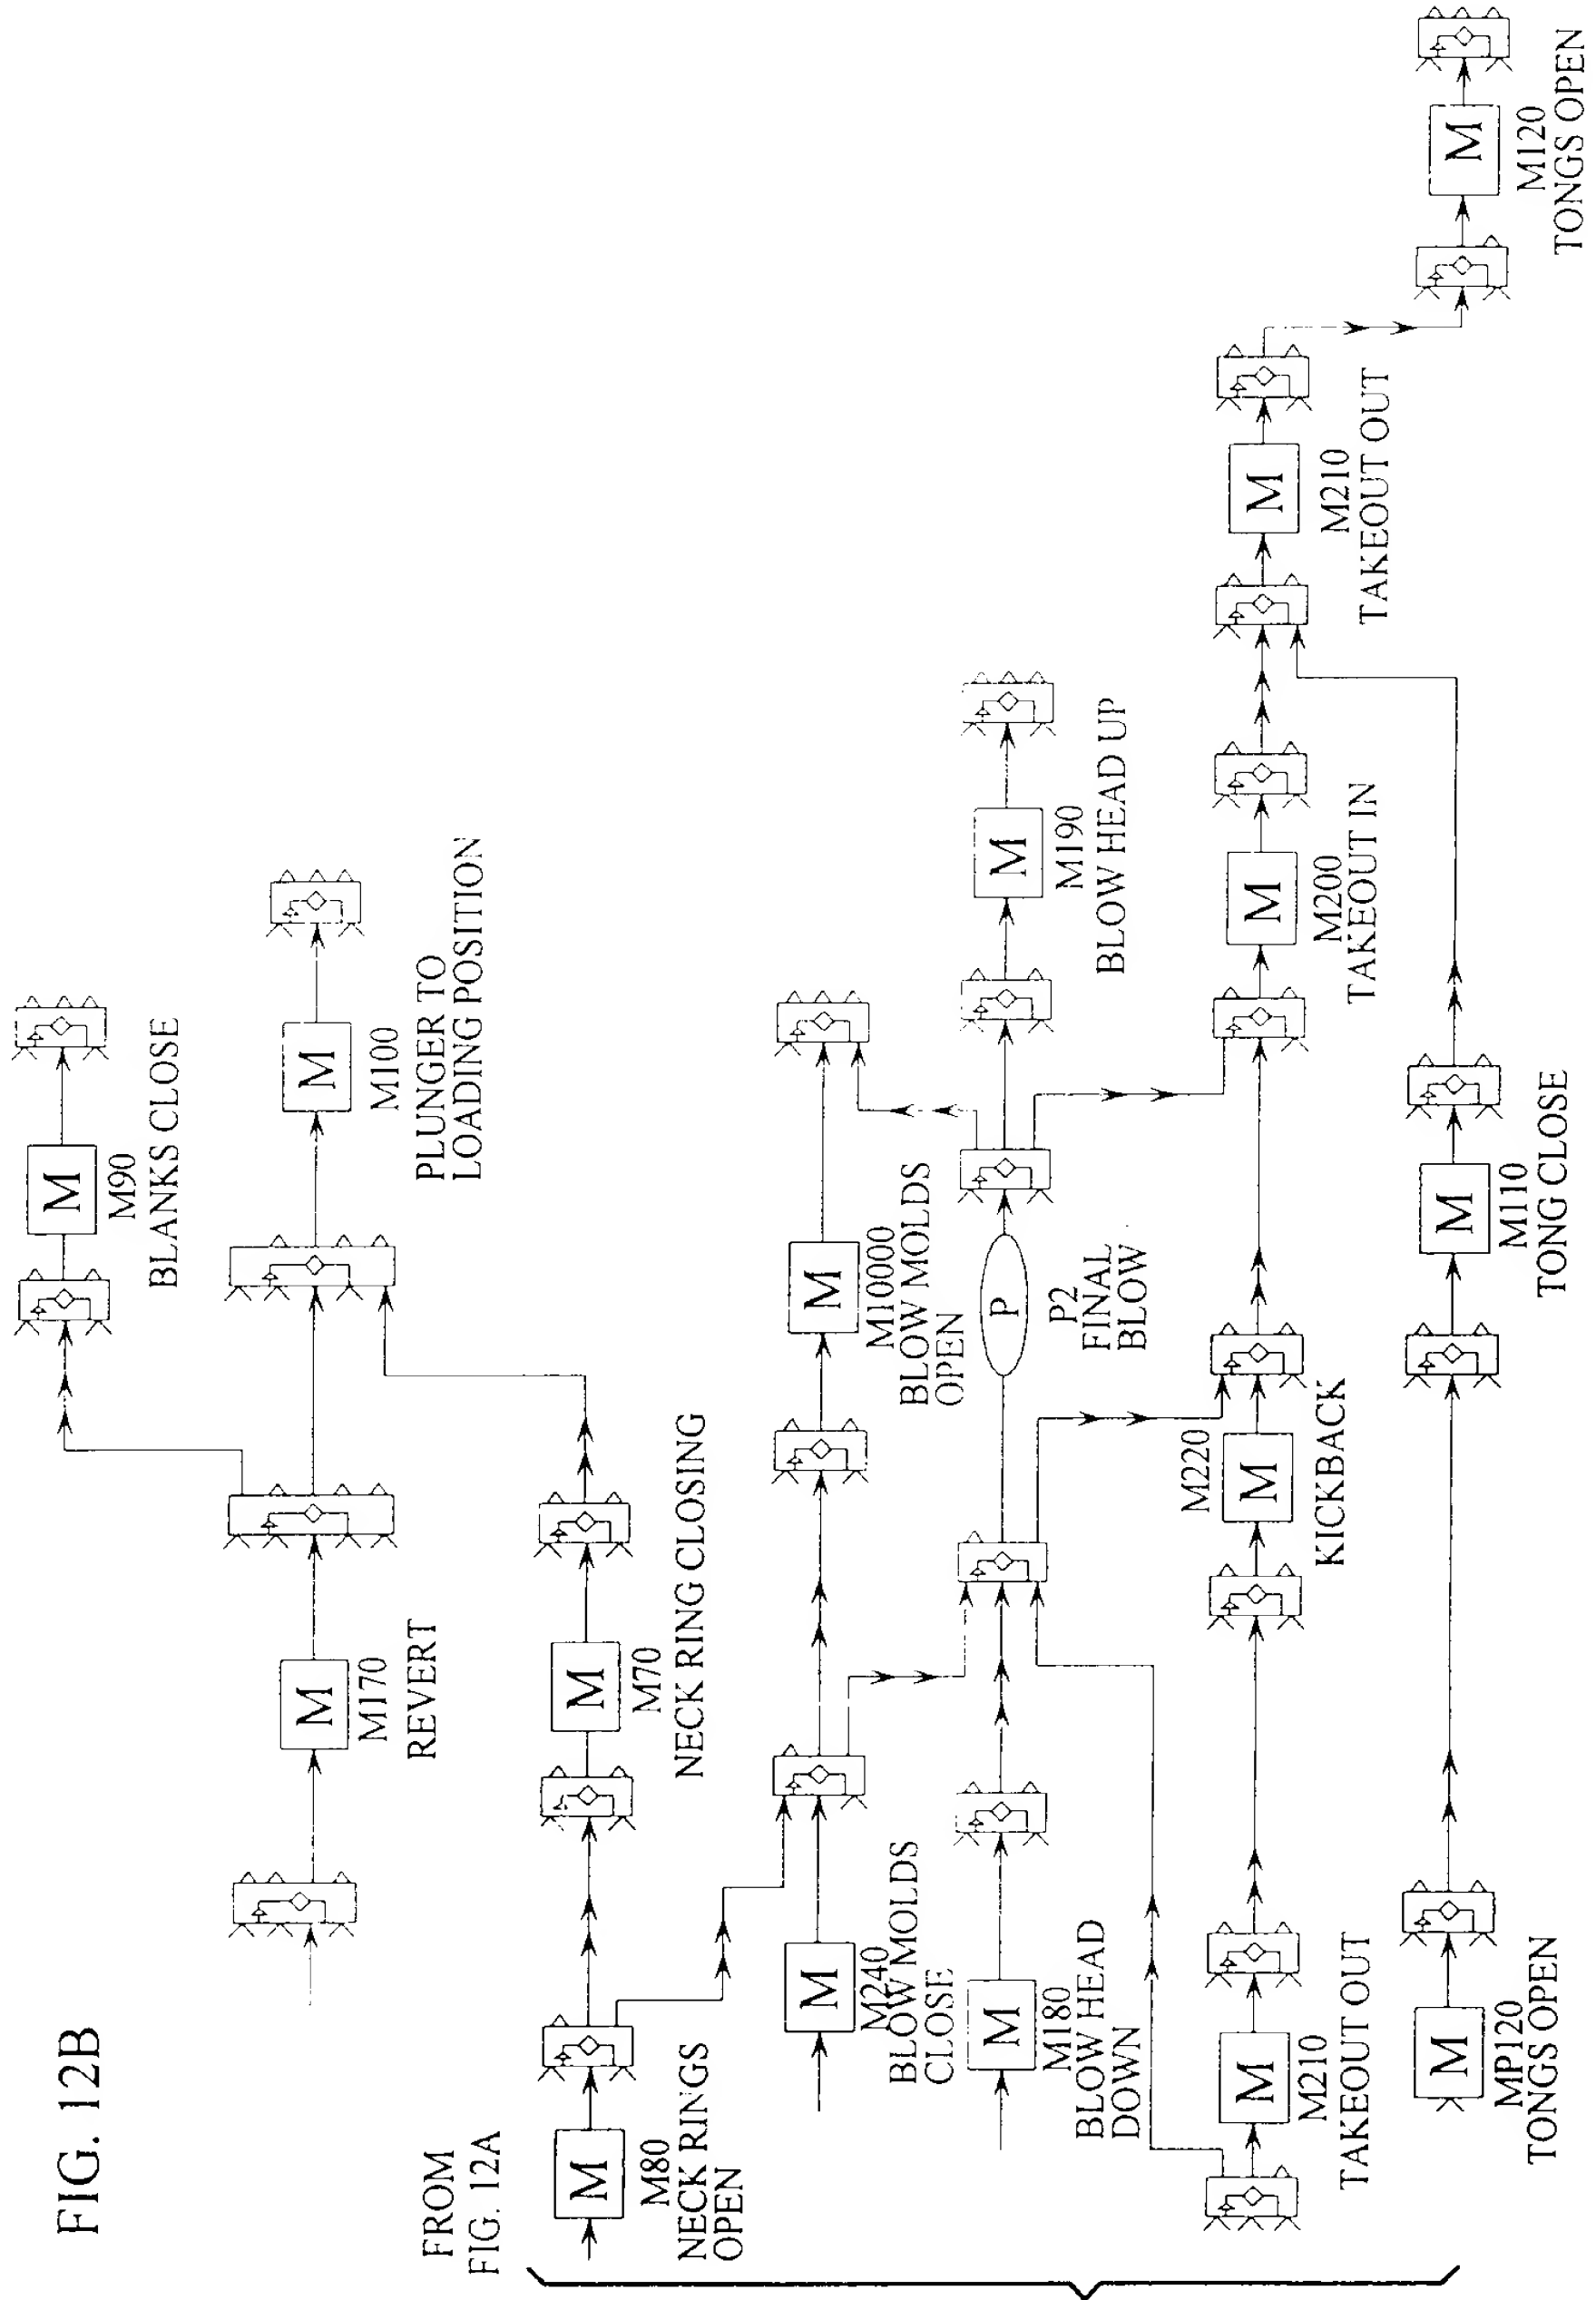 FIG. 12B
FROM
FIG. 12A
M
M90
BLANKS CLOSE
M
M170
REVERT
M
M100
PLUNGER TO
LOADING POSITION
M
M80
NECK RINGS
OPEN
M
M70
NECK RING CLOSING
M
M240
BLOW MOLDS
CLOSE
M
M10000
BLOW MOLDS
OPEN
M
M180
BLOW HEAD
DOWN
P
P2
FINAL
BLOW
M
M190
BLOW HEAD UP
M
M210
TAKEOUT OUT
M220
M
KICKBACK
M
M200
TAKEOUT IN
M
M210
TAKEOUT OUT
M
MP120
TONGS OPEN
M
M110
TONG CLOSE
M
M120
TONGS OPEN